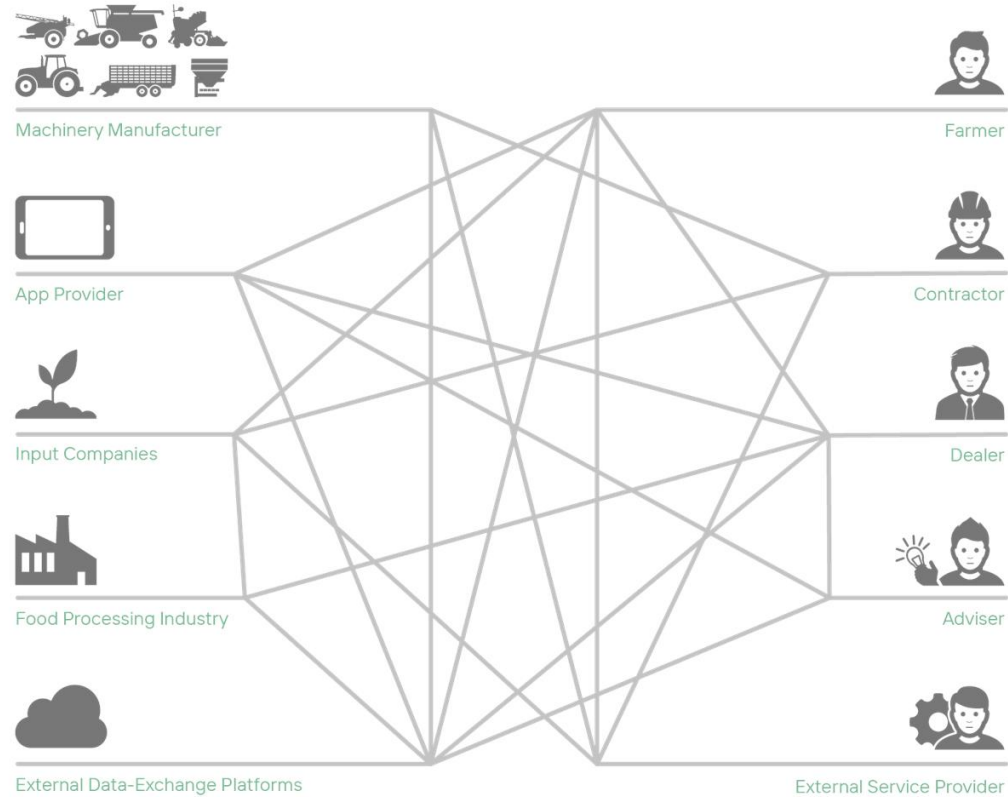 Machinery Manufacturer
Farmer
App Provider
Contractor
Input Companies
Dealer
Food Processing Industry
Adviser
External Data-Exchange Platforms
External Service Provider